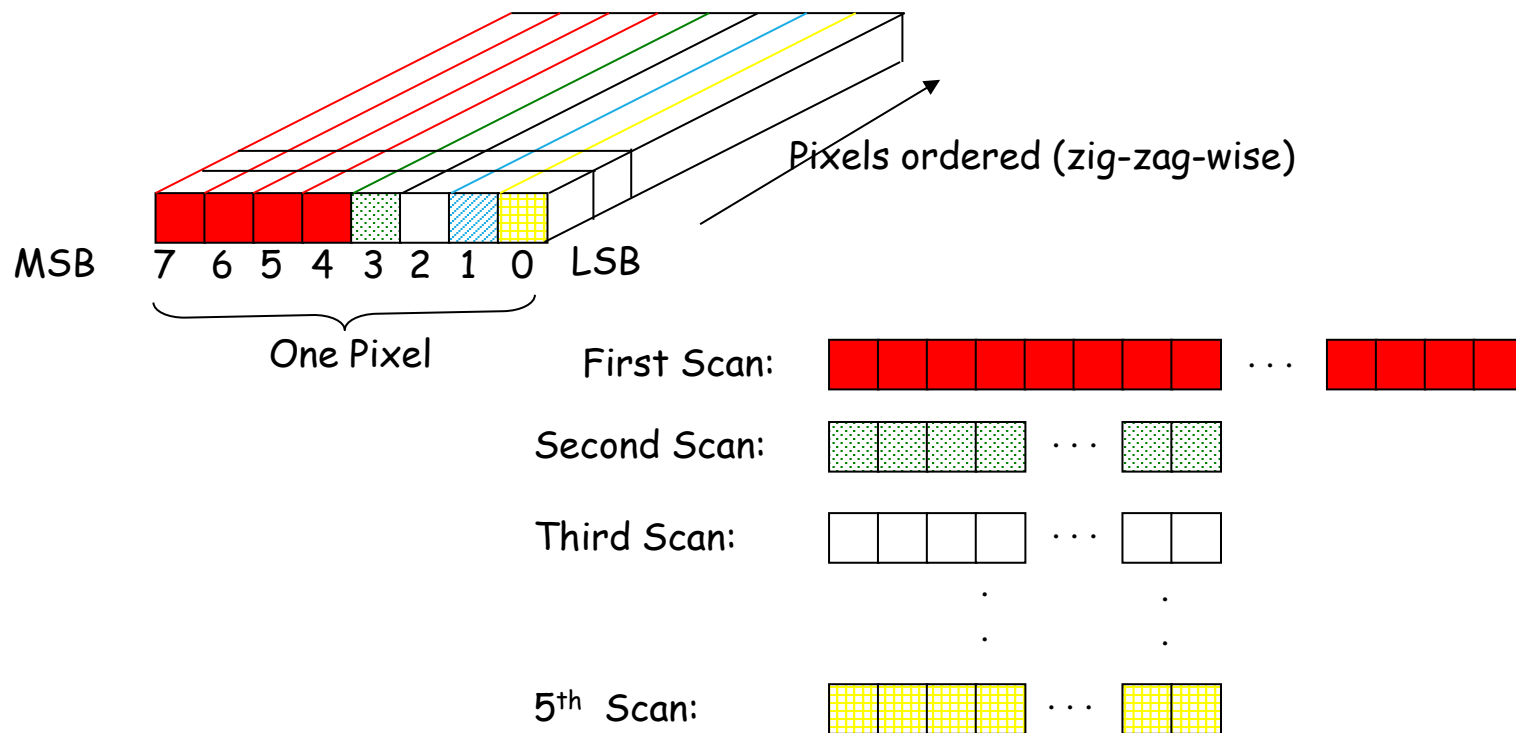 Pixels ordered (zig-zag-wise)
MSB 7 6 5 4 3 2 1 0 LSB
One Pixel
First Scan: . . .
Second Scan: . . .
Third Scan: . . .
5th Scan: . . .